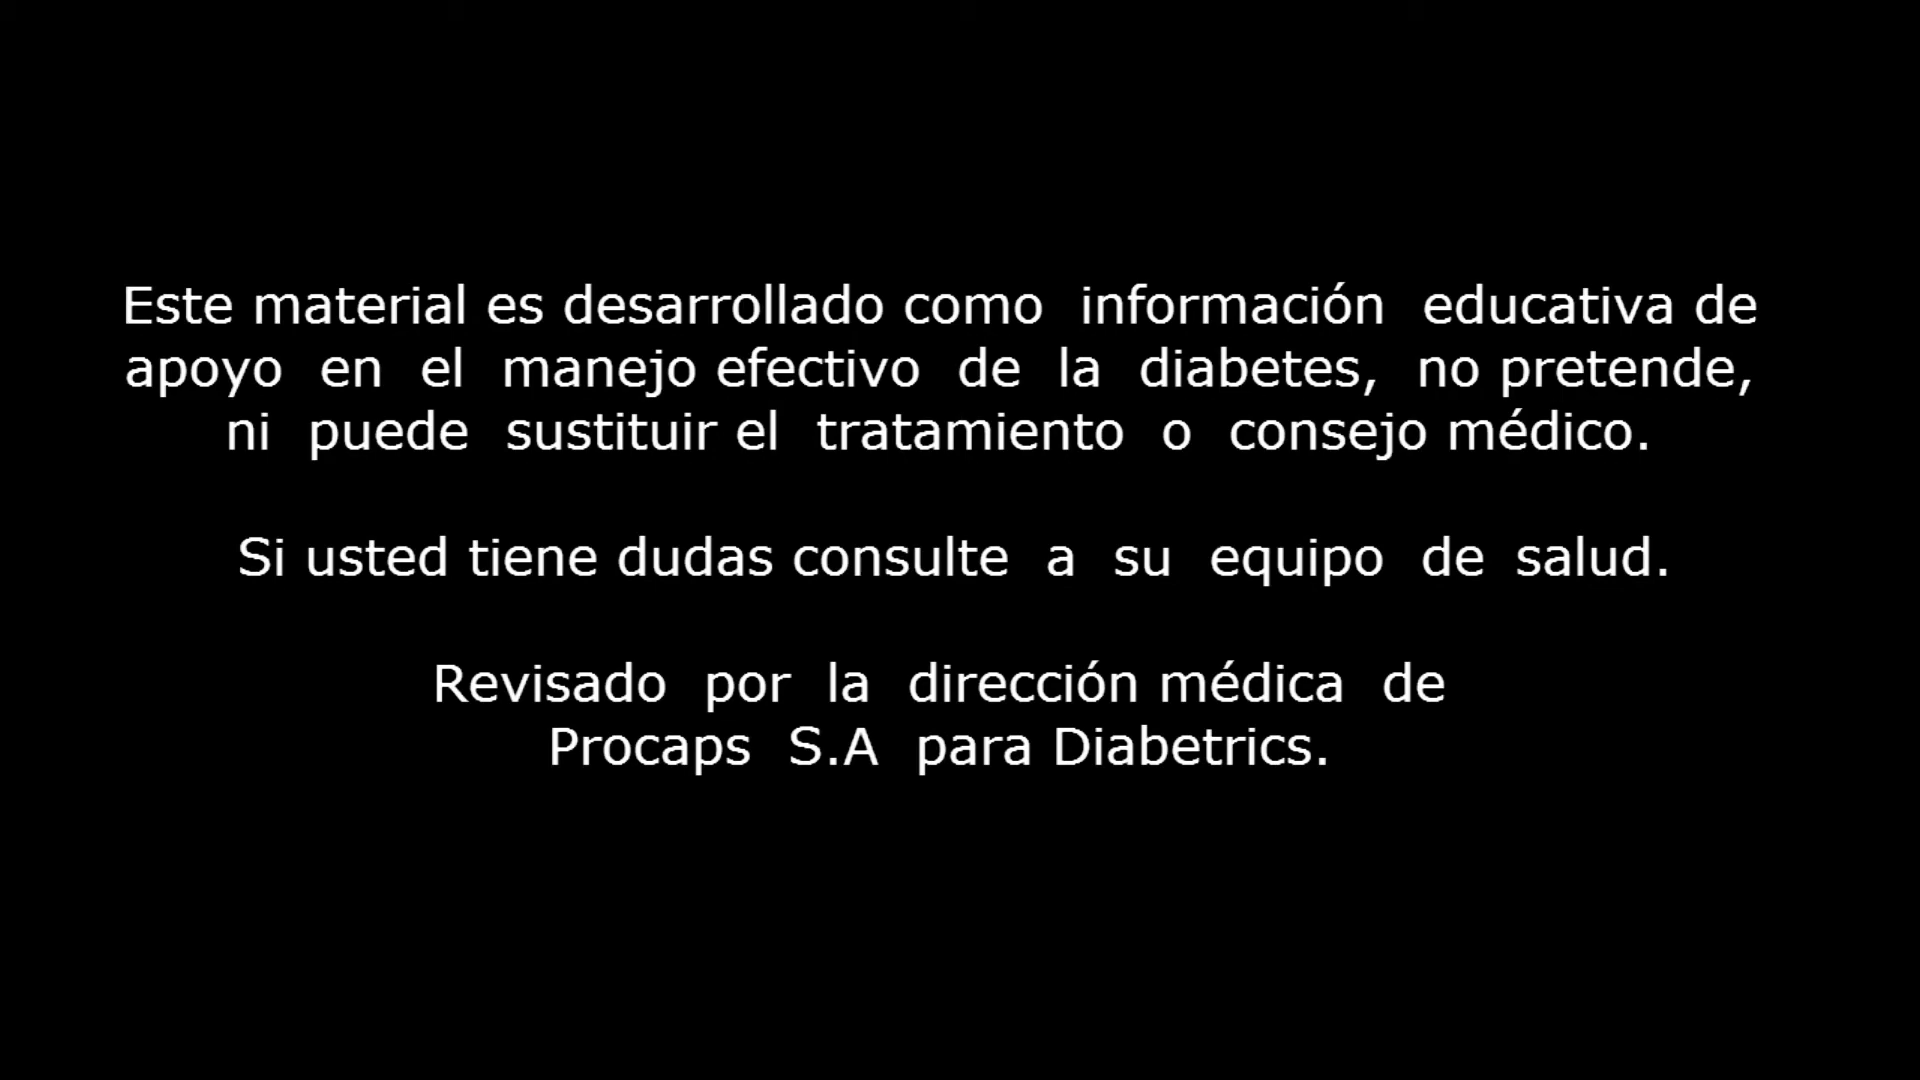 Este material es desarrollado como información educativa de
apoyo en el manejo efectivo de la diabetes, no pretende,
ni puede sustituir el tratamiento o consejo médico.
Si usted tiene dudas consulte a su equipo de salud.
Revisado por la dirección médica de
Procaps S.A para Diabetrics.